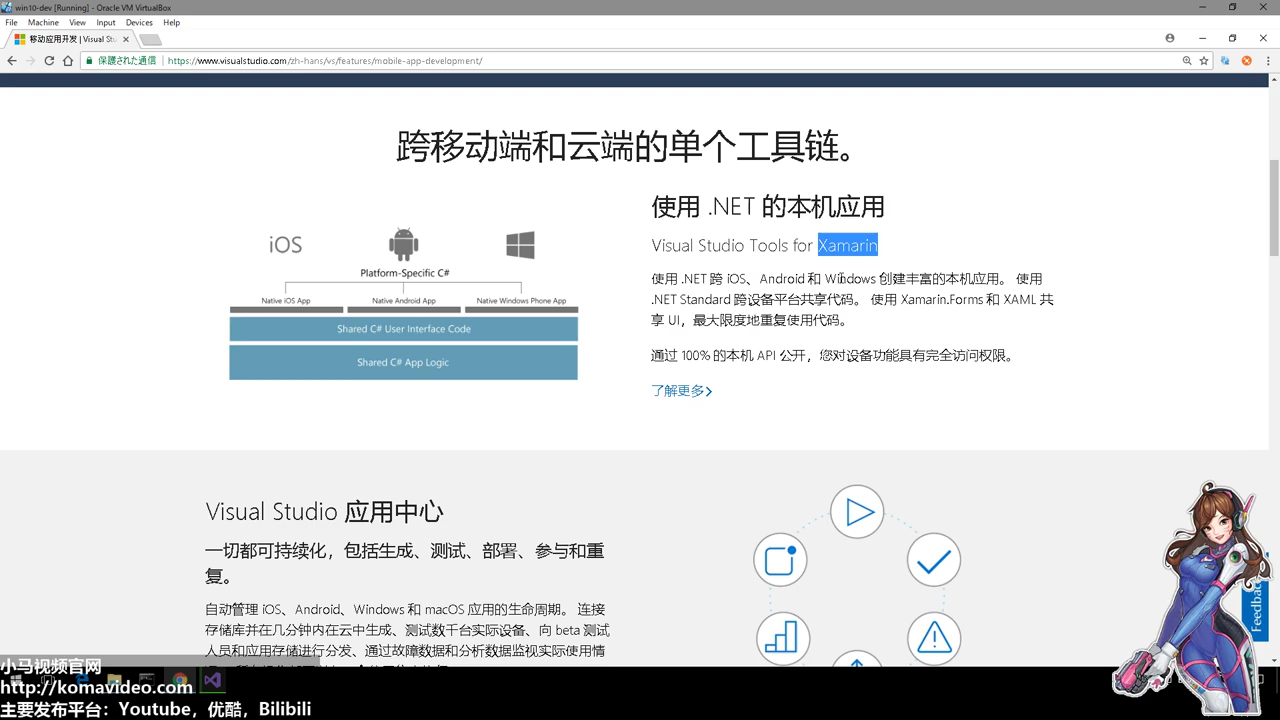 win10-dev [Running] - Oracle VM VirtualBox
File Machine View Input Devices Help
移动应用开发 | Visual Stu
保護された通信 https://www.visualstudio.com/zh-hans/vs/features/mobile-app-development/
跨移动端和云端的单个工具链。
iOS
Platform-Specific C#
Native iOS App Native Android App Native Windows Phone App
Shared C# User Interface Code
Shared C# App Logic
使用 .NET 的本机应用
Visual Studio Tools for Xamarin
使用 .NET 跨 iOS、Android 和 Windows 创建丰富的本机应用。 使用
.NET Standard 跨设备平台共享代码。 使用 Xamarin.Forms 和 XAML 共
享 UI，最大限度地重复使用代码。
通过 100% 的本机 API 公开，您对设备功能具有完全访问权限。
了解更多
Visual Studio 应用中心
一切都可持续化，包括生成、测试、部署、参与和重
复。
自动管理 iOS、Android、Windows 和 macOS 应用的生命周期。 连接
存储库并在几分钟内在云中生成、测试数千台实际设备、向 beta 测试
人员和应用存储进行分发、通过故障数据和分析数据监视实际使用情
Feedbac
小马视频官网
http://komavideo.com
主要发布平台：Youtube，优酷，Bilibili